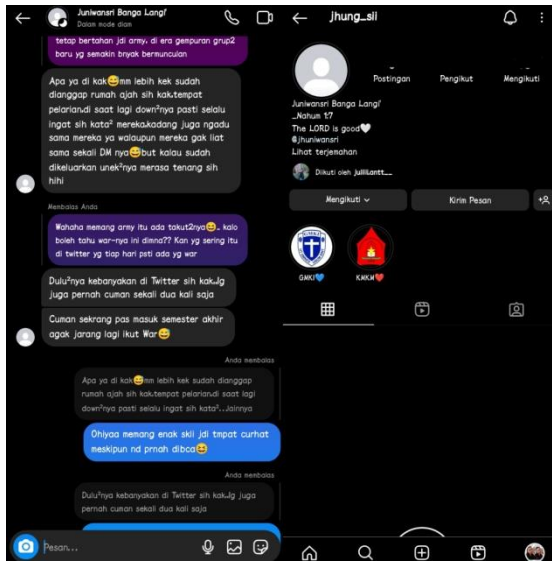 Juniwansri Banga Langi'
Dalam mode diam
tetap bertahan jdi army, di era gempuran grup2
baru yg semakin bnyak bermunculan
Apa ya di kak😅mm lebih kek sudah
dianggap rumah ajah sih kak.tempat
pelarian.di saat lagi down²nya pasti selalu
ingat sih kata² mereka.kadang juga ngadu
sama mereka ya walaupun mereka gak liat
sama sekali DM nya😅but kalau sudah
dikeluarkan unek²nya merasa tenang sih
hihi
Membalas Anda
Wahaha memang army itu ada takut2nya😅.. kalo
boleh tahu war-nya ini dimna?? Kan yg sering itu
di twitter yg tiap hari psti ada yg war
Dulu²nya kebanyakan di Twitter sih kak..Ig
juga pernah cuman sekali dua kali saja
Cuman sekrang pas masuk semester akhir
agak jarang lagi ikut War😅
Anda membalas
Apa ya di kak😅mm lebih kek sudah dianggap
rumah ajah sih kak.tempat pelarian.di saat lagi
down²nya pasti selalu ingat sih kata²...lainnya
Ohiyaa memang enak skli jdi tmpat curhat
meskipun nd prnah dibca😆
Anda membalas
Dulu²nya kebanyakan di Twitter sih kak..Ig juga
pernah cuman sekali dua kali saja
Pesan...
jhung_sii
Postingan Pengikut Mengikuti
Juniwansri Banga Langi'
_Nahum 1:7
The LORD is good🤍
@jhuniwansri
Lihat terjemahan
Diikuti oleh juliiLantt__
Mengikuti
Kirim Pesan
GMKI💙
KMKM❤️